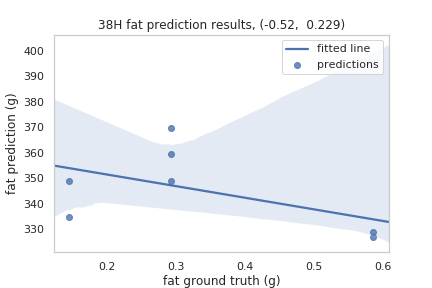 38H fat prediction results, (-0.52,  0.229)
fitted line
predictions
fat prediction (g)
400
390
380
370
360
350
340
330
0.2 0.3 0.4 0.5 0.6
fat ground truth (g)